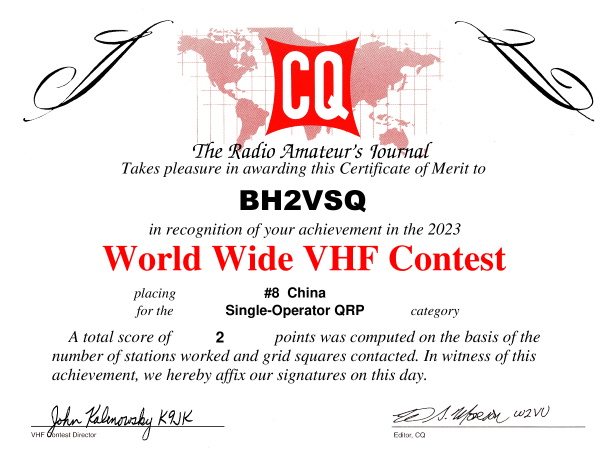 CQ
The Radio Amateur's Journal
Takes pleasure in awarding this Certificate of Merit to
BH2VSQ
in recognition of your achievement in the 2023
World Wide VHF Contest
placing #8 China
for the Single-Operator QRP category
A total score of 2 points was computed on the basis of the
number of stations worked and grid squares contacted. In witness of this
achievement, we hereby affix our signatures on this day.
John Kalinowsky K9JK
W2VU
VHF Contest Director
Editor, CQ